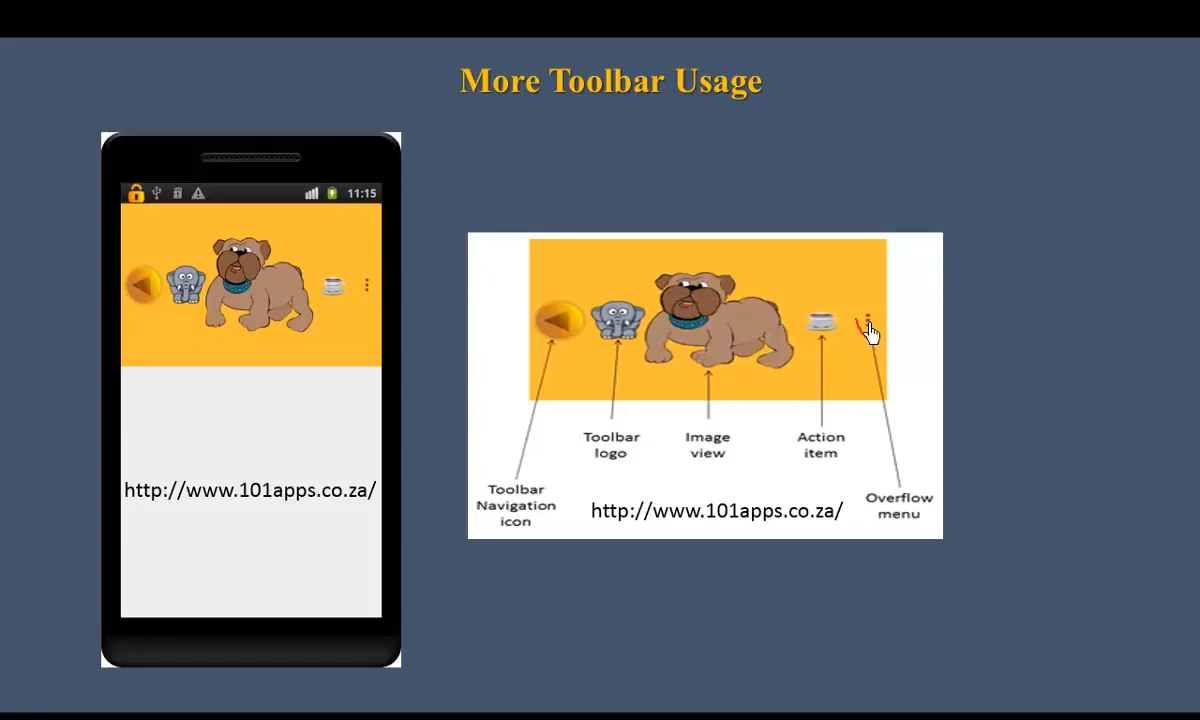 More Toolbar Usage
11:15
http://www.101apps.co.za/
Toolbar
logo
Image
view
Action
item
Toolbar
Navigation
icon
http://www.101apps.co.za/
Overflow
menu